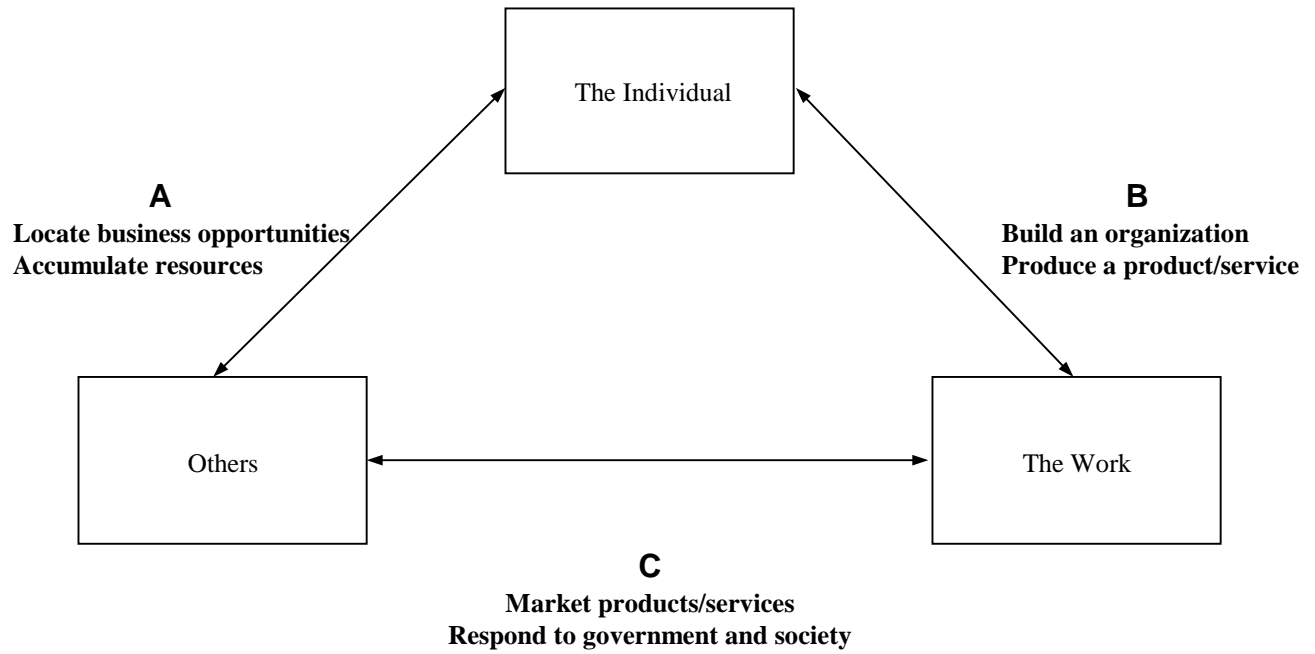 The Individual
A
Locate business opportunities
Accumulate resources
B
Build an organization
Produce a product/service
Others
The Work
C
Market products/services
Respond to government and society